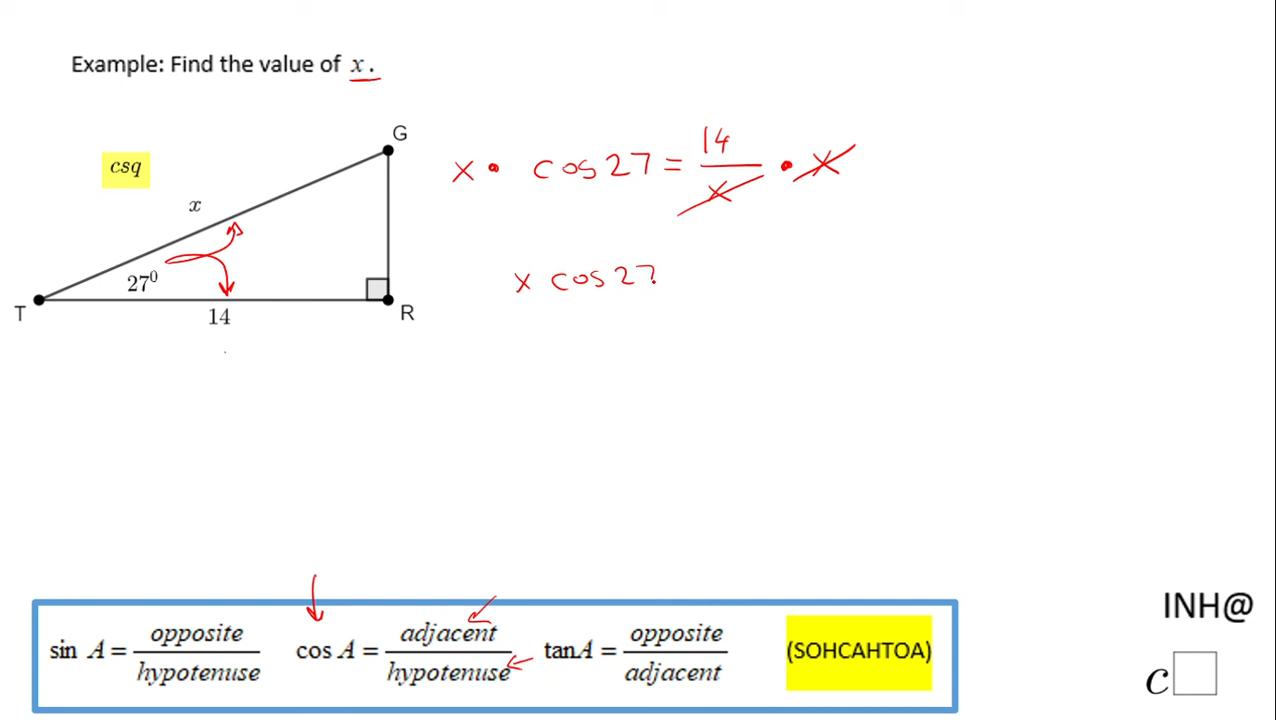 Example: Find the value of x.
csq
G
x · cos 27 = 14/x · x
x
27⁰
x cos 27
T
14
R
sin A = opposite/hypotenuse cos A = adjacent/hypotenuse tanA = opposite/adjacent (SOHCAHTOA)
INH@
c